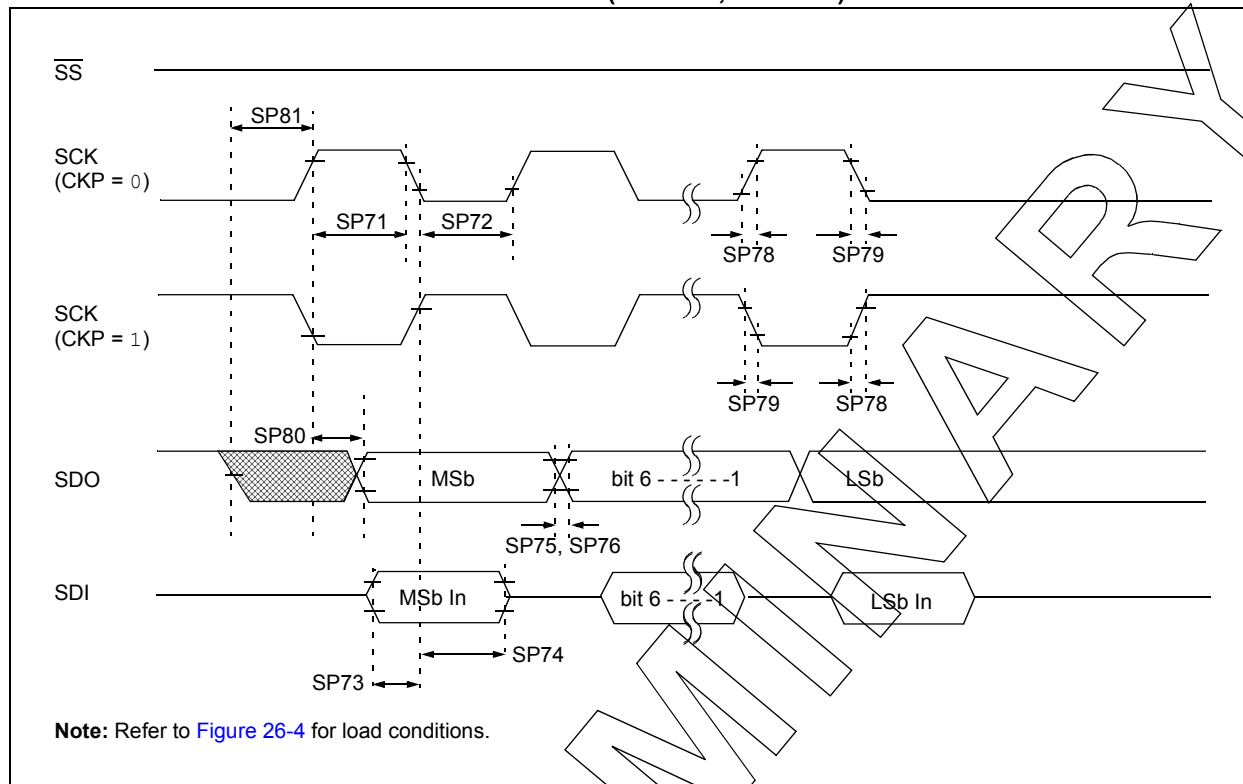 SS
SP81
SCK
(CKP = 0)
SP71
SP72
SP78
SP79
SCK
(CKP = 1)
SP79
SP78
SP80
SDO
MSb
bit 6 - - - - - -1
LSb
SP75, SP76
SDI
MSb In
bit 6 - - - - -1
LSb In
SP74
SP73
Note: Refer to Figure 26-4 for load conditions.
MINARY